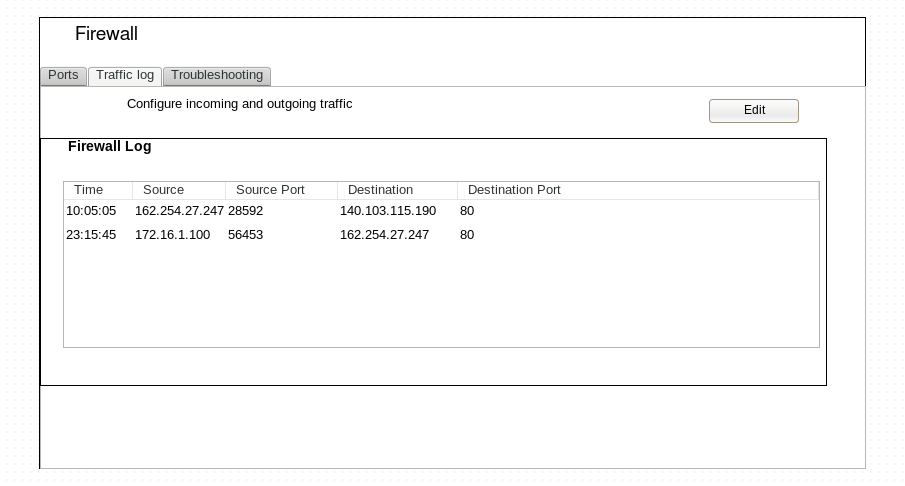 Firewall
Ports Traffic log Troubleshooting
Configure incoming and outgoing traffic Edit
Firewall Log
Time Source Source Port Destination Destination Port
10:05:05 162.254.27.247 28592 140.103.115.190 80
23:15:45 172.16.1.100 56453 162.254.27.247 80